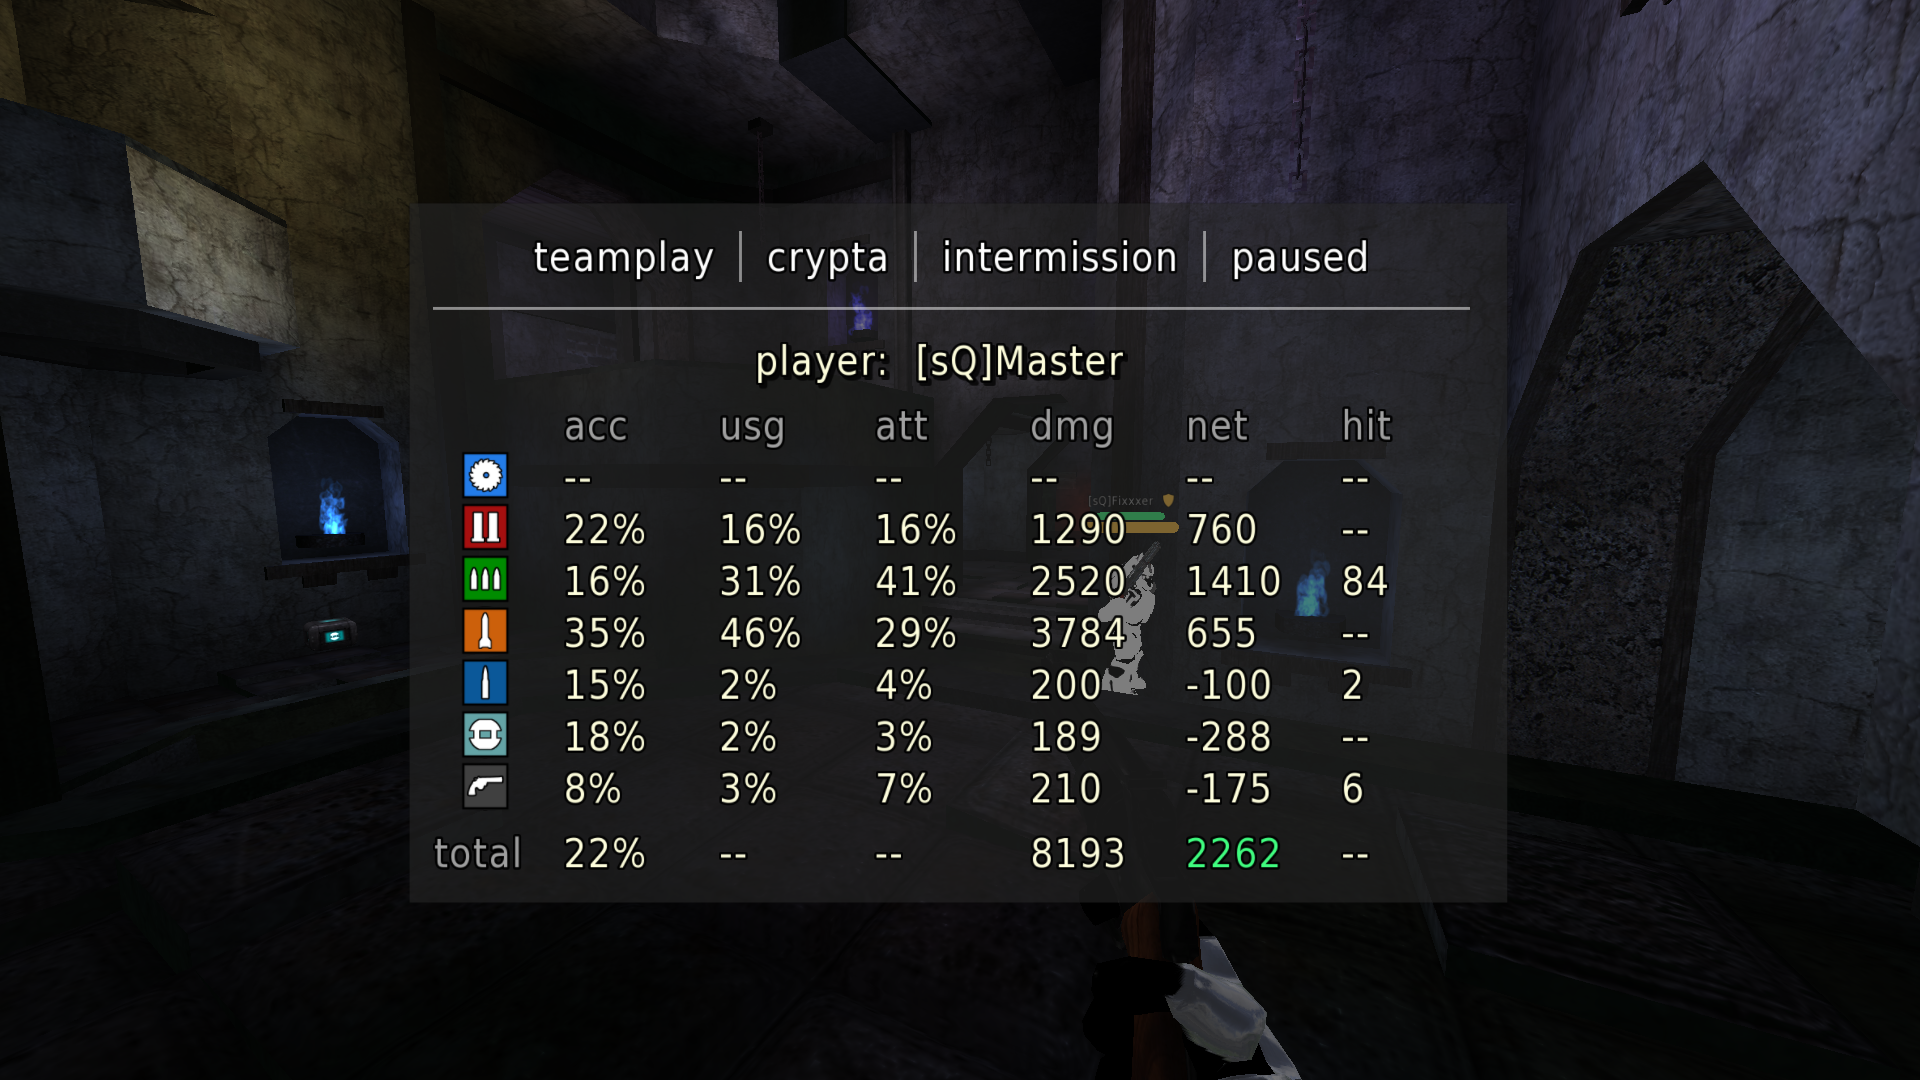 teamplay | crypta | intermission | paused
player: [sQ]Master
acc usg att dmg net hit
-- -- -- -- -- --
[sQ]Fixxxer
22% 16% 16% 1290 760 --
16% 31% 41% 2520 1410 84
35% 46% 29% 3784 655 --
15% 2% 4% 200 -100 2
18% 2% 3% 189 -288 --
8% 3% 7% 210 -175 6
total 22% -- -- 8193 2262 --